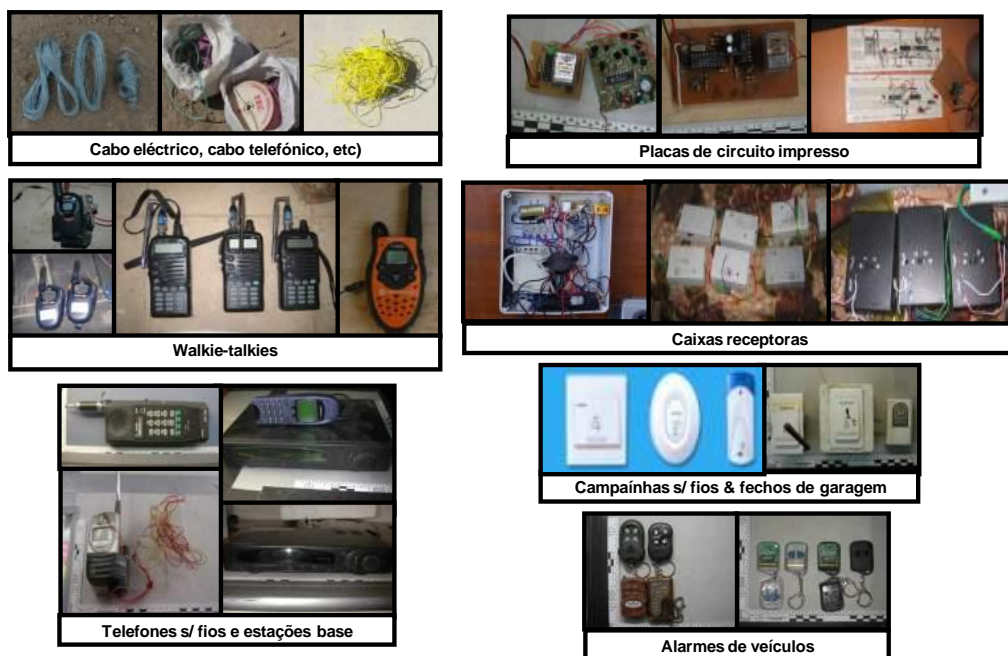 Cabo eléctrico, cabo telefónico, etc)
Placas de circuito impresso
Walkie-talkies
Caixas receptoras
Campaínhas s/ fios & fechos de garagem
Telefones s/ fios e estações base
Alarmes de veículos